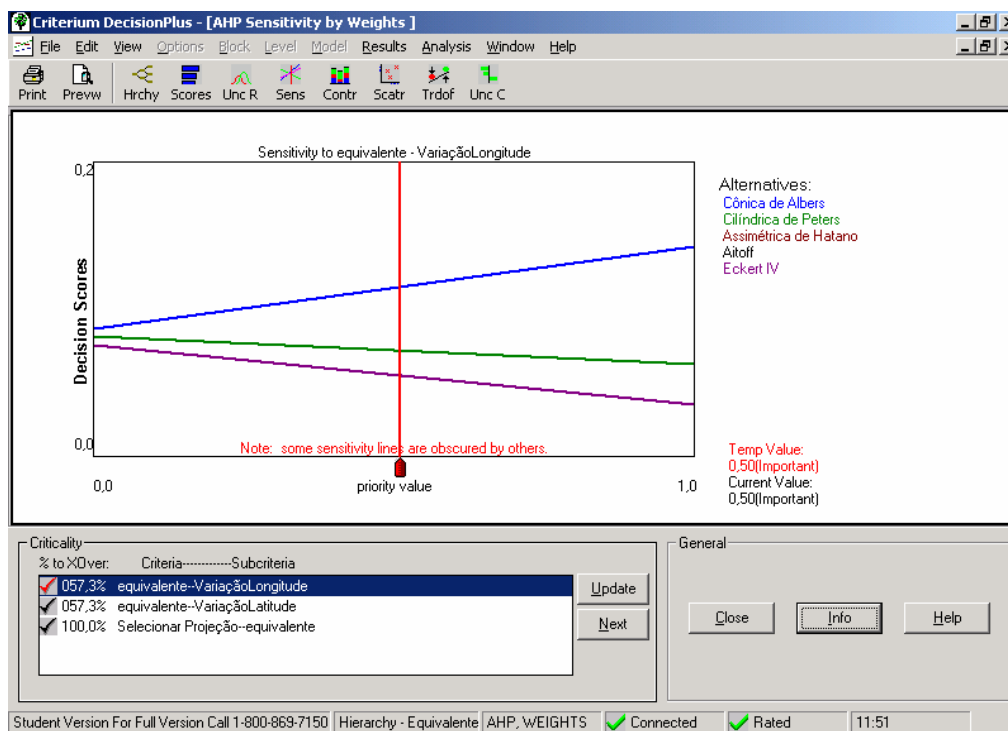 Criterium DecisionPlus - [AHP Sensitivity by Weights ]
File Edit View Options Block Level Model Results Analysis Window Help
Print Prevw Hrchy Scores Unc R Sens Contr Scatr Trdof Unc C
Sensitivity to equivalente - VariaçãoLongitude
0,2
Decision Scores
0,0
Note: some sensitivity lines are obscured by others.
0,0 priority value 1,0
Alternatives:
Cônica de Albers
Cilíndrica de Peters
Assimétrica de Hatano
Aitoff
Eckert IV
Temp Value:
0,50(Important)
Current Value:
0,50(Important)
Criticality
% to XOver: Criteria------------Subcriteria
057,3% equivalente--VariaçãoLongitude
057,3% equivalente--VariaçãoLatitude
100,0% Selecionar Projeção--equivalente
Update
Next
General
Close Info Help
Student Version For Full Version Call 1-800-869-7150 Hierarchy - Equivalente AHP, WEIGHTS Connected Rated 11:51